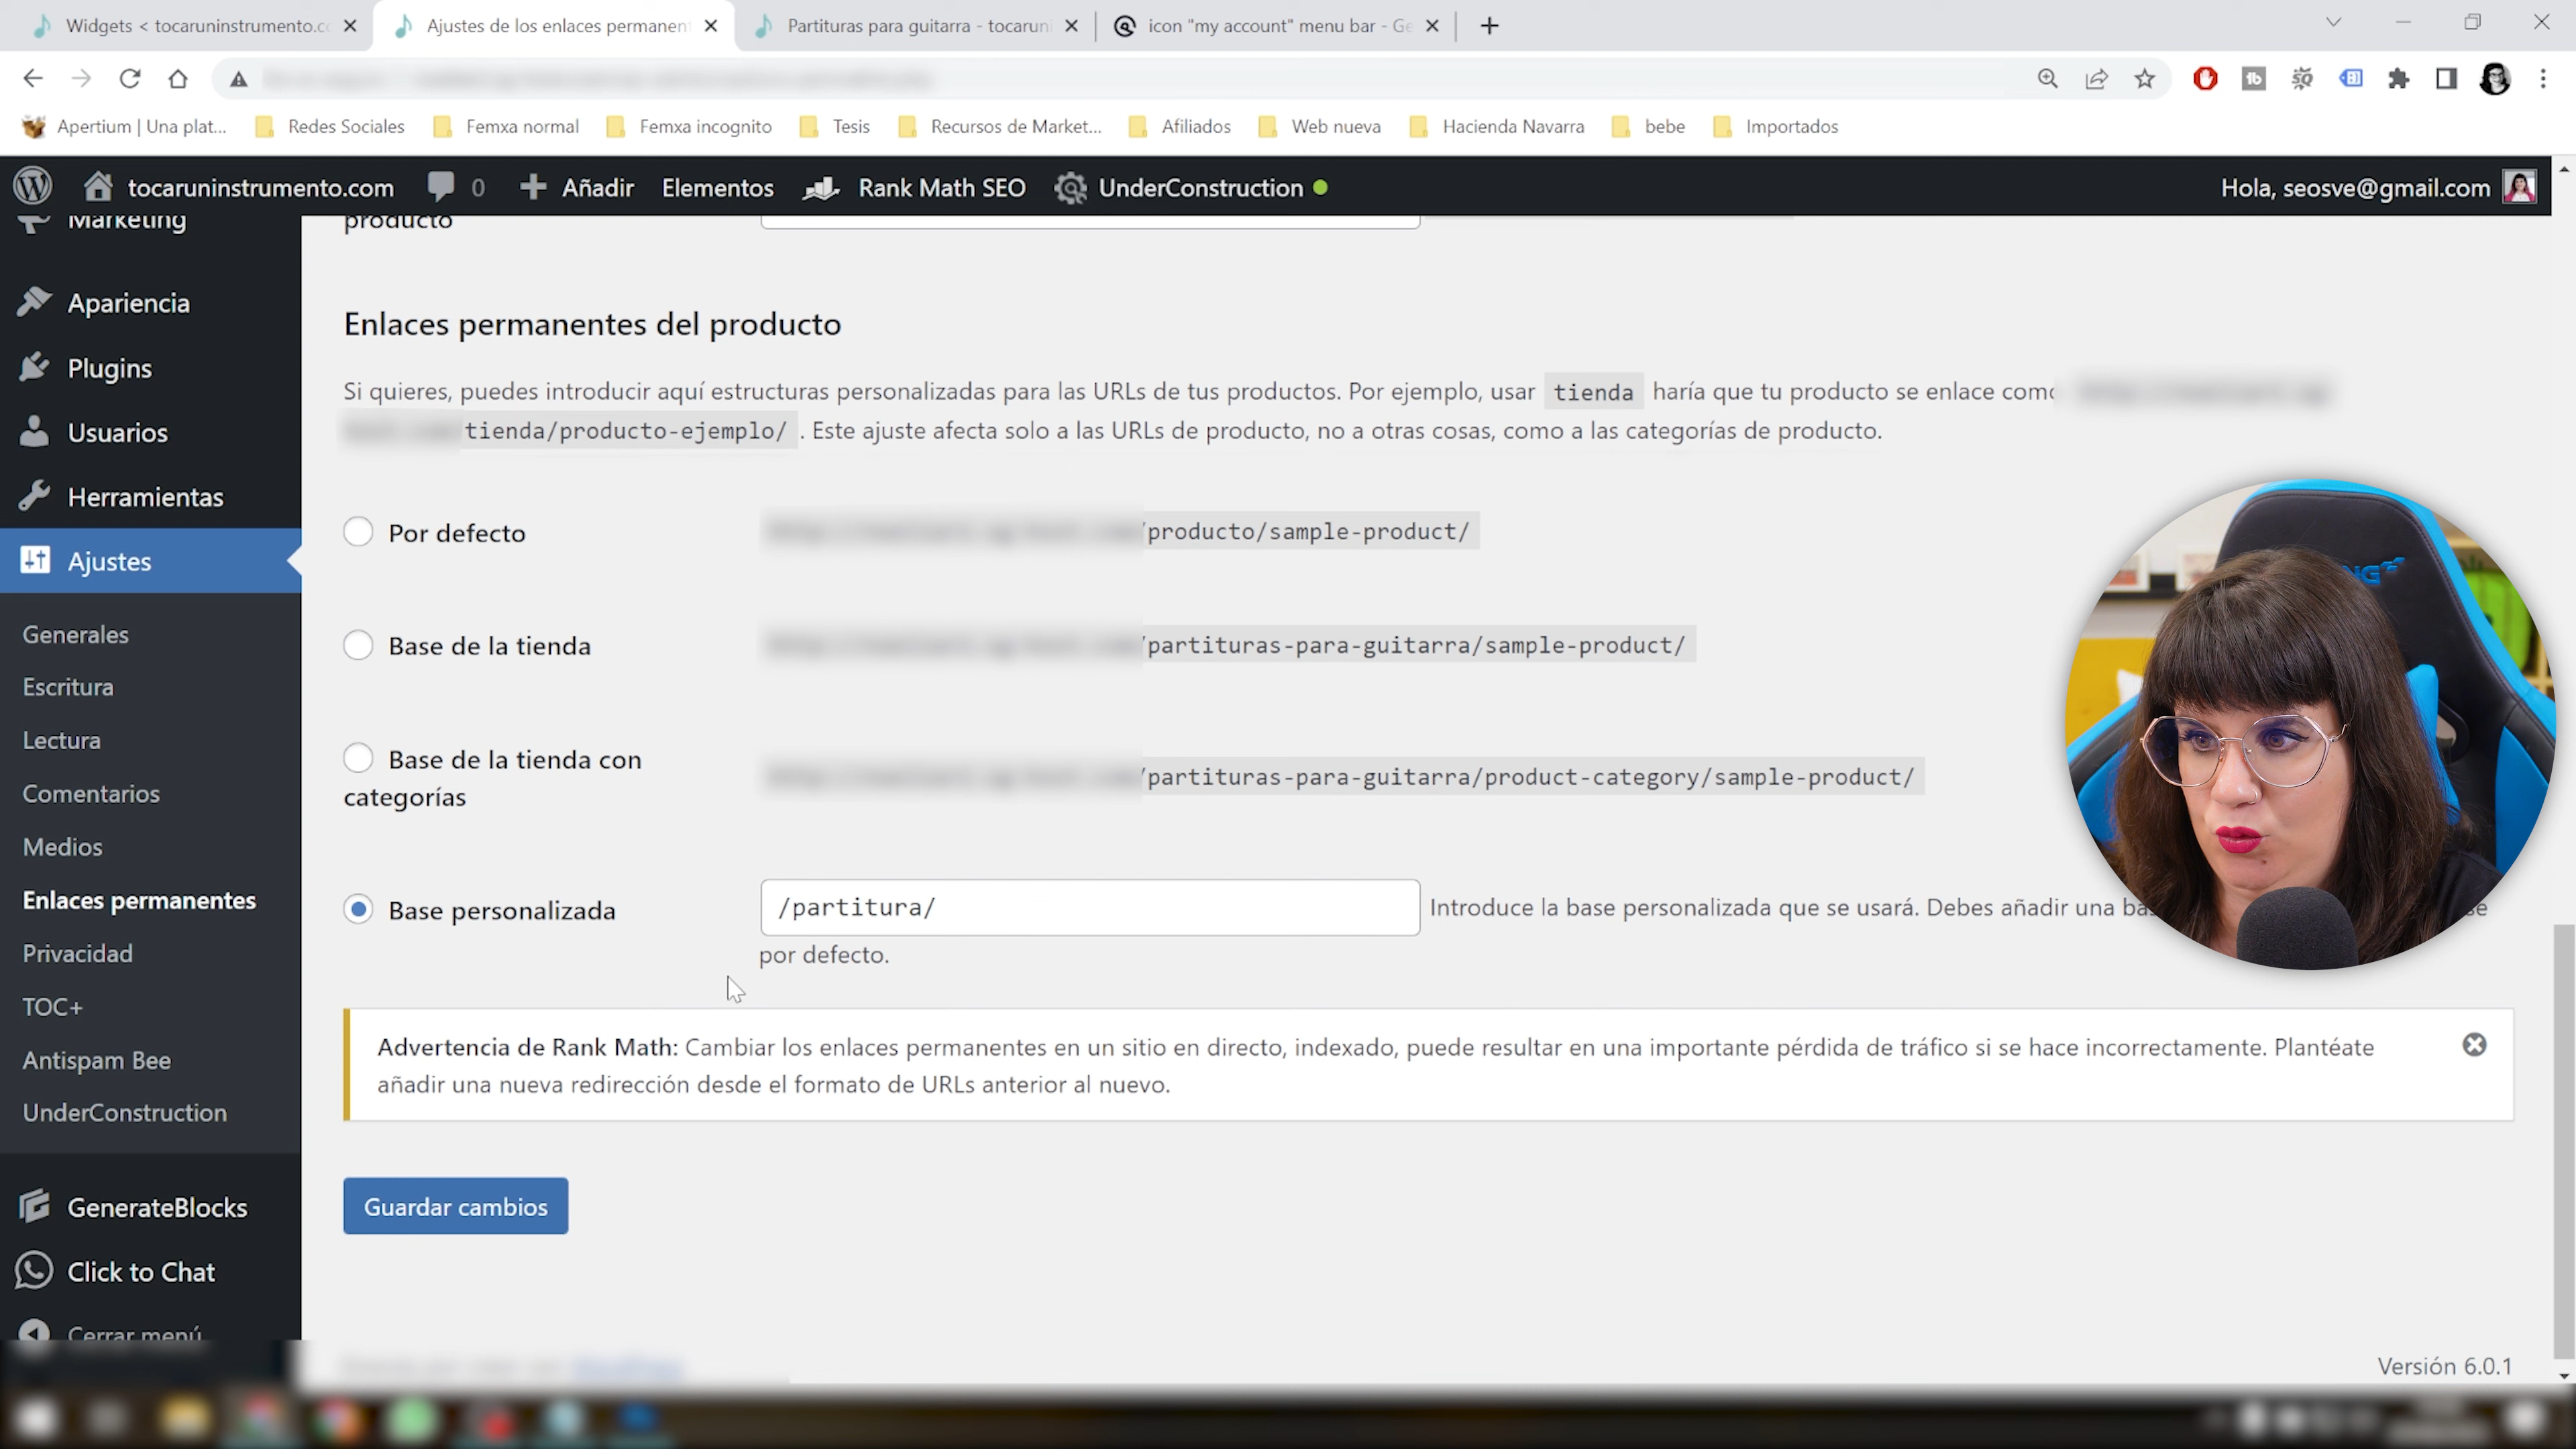 Widgets < tocaruninstrumento.co
Ajustes de los enlaces permanent
Partituras para guitarra - tocaruni
icon "my account" menu bar - Ge
Apertium | Una plat...
Redes Sociales
Femxa normal
Femxa incognito
Tesis
Recursos de Market...
Afiliados
Web nueva
Hacienda Navarra
bebe
Importados
tocaruninstrumento.com
0
Añadir
Elementos
Rank Math SEO
UnderConstruction
Hola, seosve@gmail.com
Marketing
Apariencia
Plugins
Usuarios
Herramientas
Ajustes
Generales
Escritura
Lectura
Comentarios
Medios
Enlaces permanentes
Privacidad
TOC+
Antispam Bee
UnderConstruction
GenerateBlocks
Click to Chat
Cerrar menú
producto
Enlaces permanentes del producto
Si quieres, puedes introducir aquí estructuras personalizadas para las URLs de tus productos. Por ejemplo, usar tienda haría que tu producto se enlace como
tienda/producto-ejemplo/ . Este ajuste afecta solo a las URLs de producto, no a otras cosas, como a las categorías de producto.
Por defecto
/producto/sample-product/
Base de la tienda
/partituras-para-guitarra/sample-product/
Base de la tienda con
categorías
/partituras-para-guitarra/product-category/sample-product/
Base personalizada
/partitura/
Introduce la base personalizada que se usará. Debes añadir una
por defecto.
Advertencia de Rank Math: Cambiar los enlaces permanentes en un sitio en directo, indexado, puede resultar en una importante pérdida de tráfico si se hace incorrectamente. Plantéate
añadir una nueva redirección desde el formato de URLs anterior al nuevo.
Guardar cambios
Versión 6.0.1